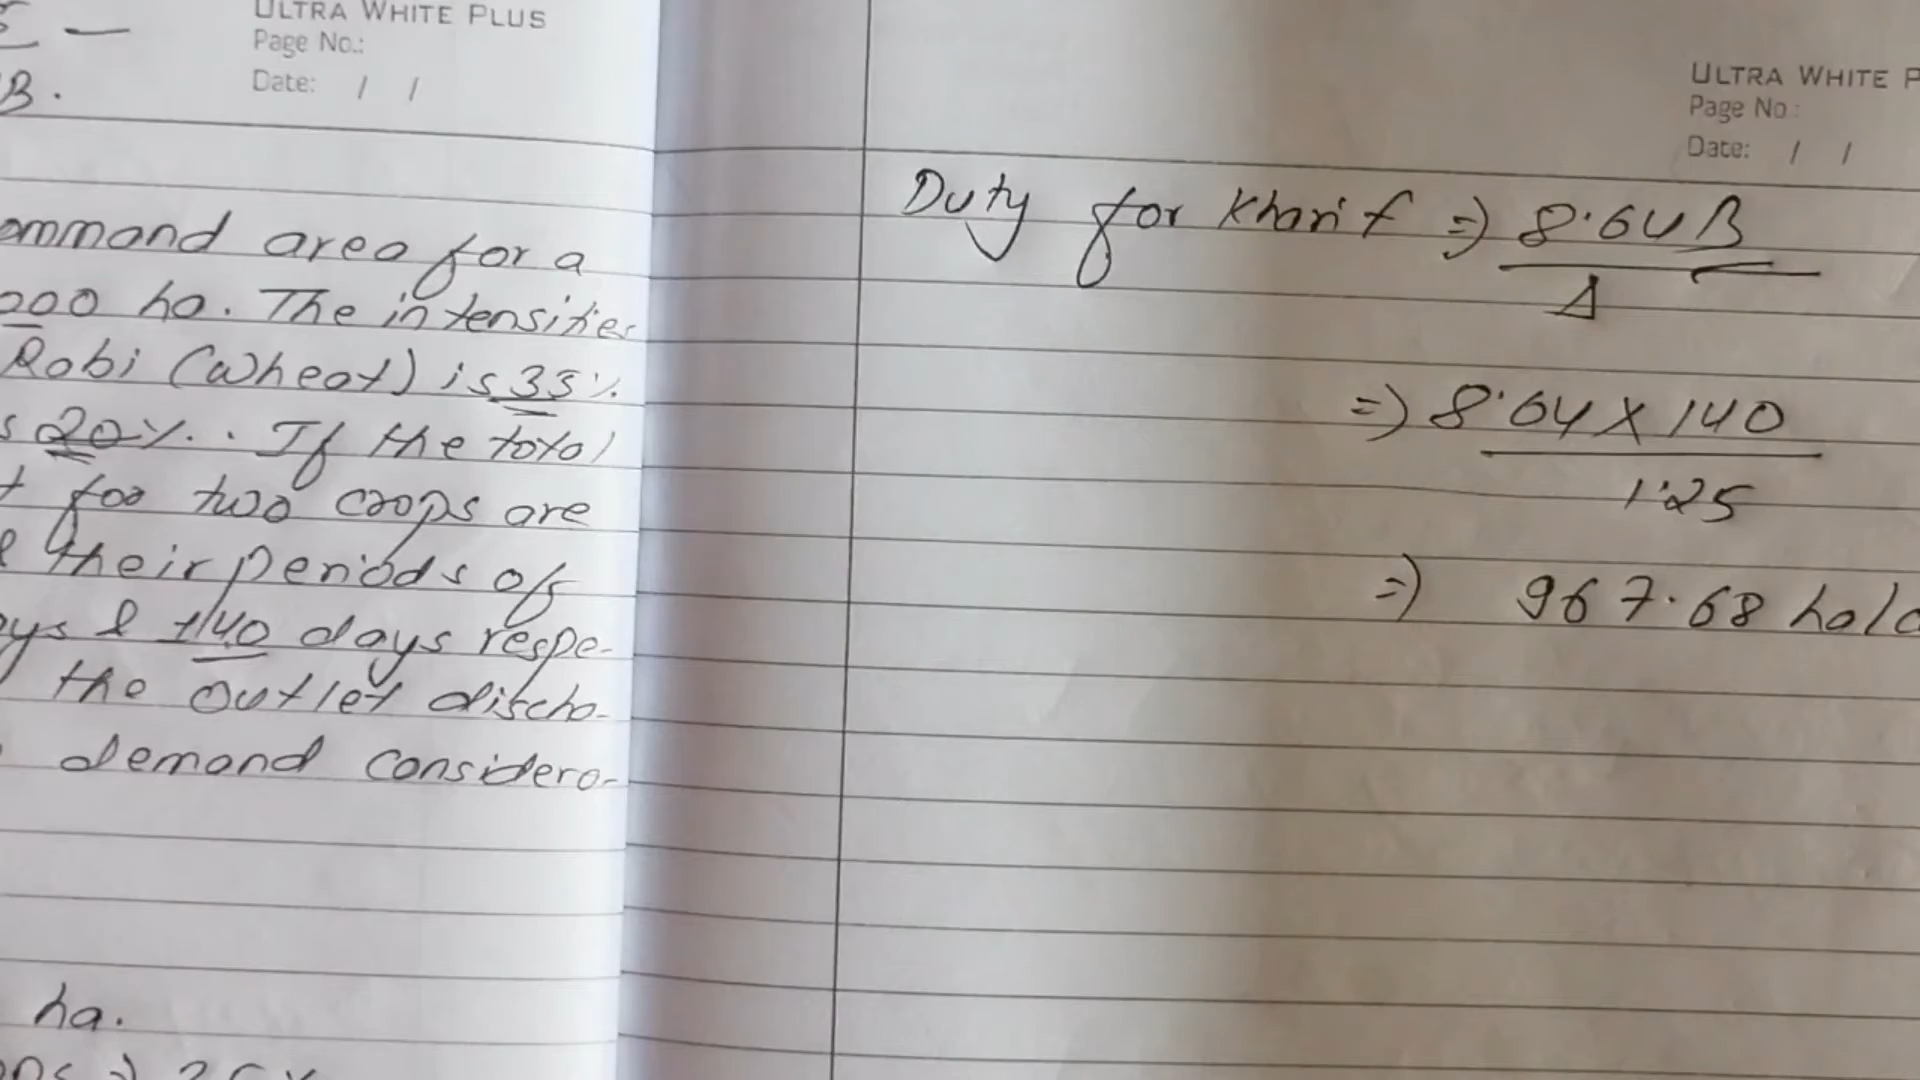 ULTRA WHITE PLUS
Page No.:
Date: / /
B.
ommand area for a
000 ha. The intensities
Rabi (Wheat) is 35%
s 20%. If the total
t for two crops are
& their periods of
ays & 140 days respe-
the outlet discha-
demand considera-
ha.
ULTRA WHITE P
Page No.:
Date: / /
Duty for Kharif => 8.64B
Δ
=> 8.64 X 140
1.25
=> 967.68 ha/c